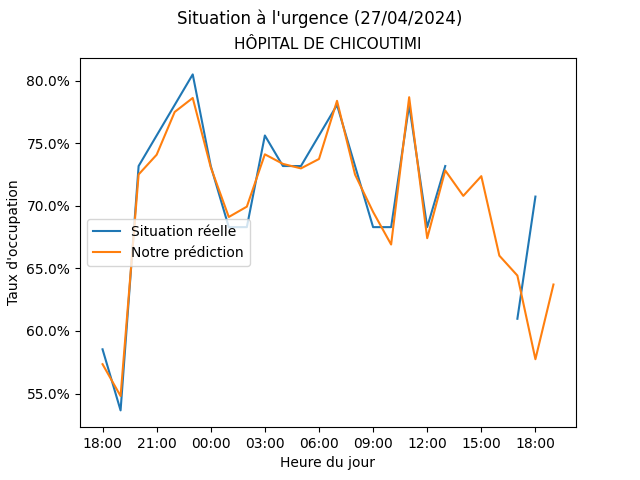 Situation à l'urgence (27/04/2024)
HÔPITAL DE CHICOUTIMI
80.0%
75.0%
70.0%
65.0%
60.0%
55.0%
Taux d'occupation
Situation réelle
Notre prédiction
18:00 21:00 00:00 03:00 06:00 09:00 12:00 15:00 18:00
Heure du jour